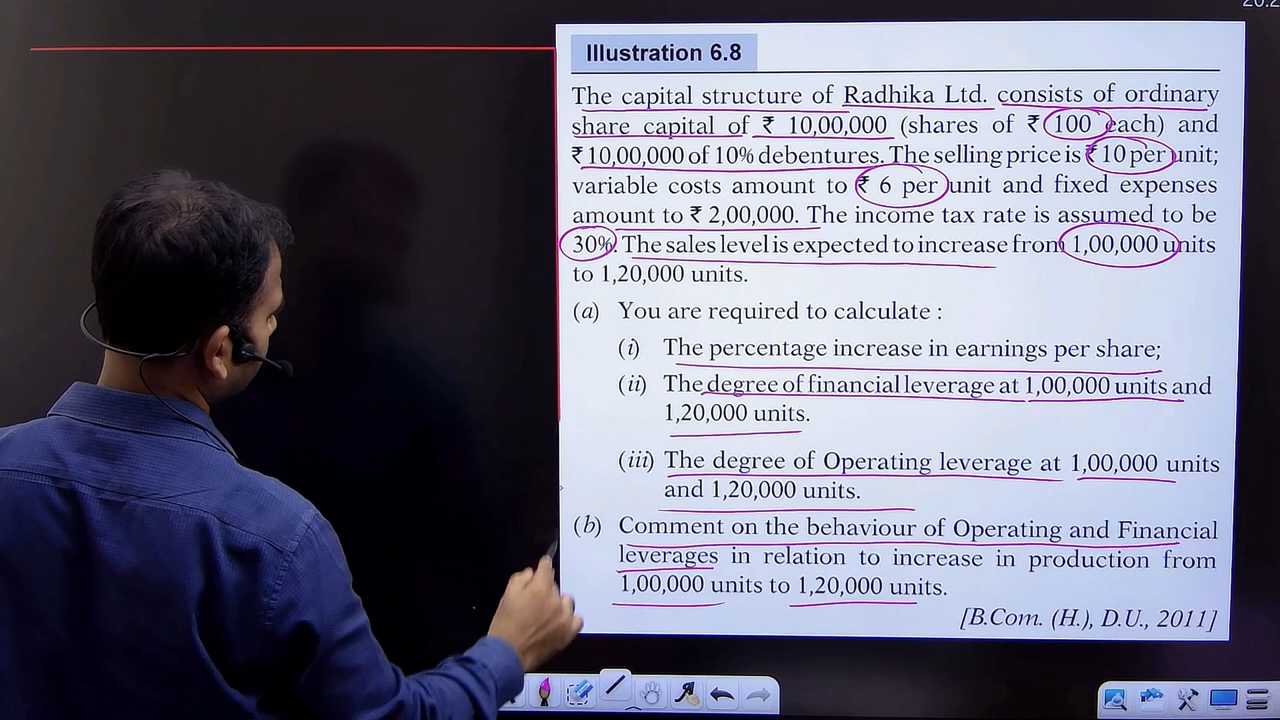 20:2
Illustration 6.8
The capital structure of Radhika Ltd. consists of ordinary
share capital of ₹ 10,00,000 (shares of ₹ 100 each) and
₹ 10,00,000 of 10% debentures. The selling price is ₹ 10 per unit;
variable costs amount to ₹ 6 per unit and fixed expenses
amount to ₹ 2,00,000. The income tax rate is assumed to be
30%. The sales level is expected to increase from 1,00,000 units
to 1,20,000 units.
(a) You are required to calculate :
(i) The percentage increase in earnings per share;
(ii) The degree of financial leverage at 1,00,000 units and
1,20,000 units.
(iii) The degree of Operating leverage at 1,00,000 units
and 1,20,000 units.
(b) Comment on the behaviour of Operating and Financial
leverages in relation to increase in production from
1,00,000 units to 1,20,000 units.
[B.Com. (H.), D.U., 2011]